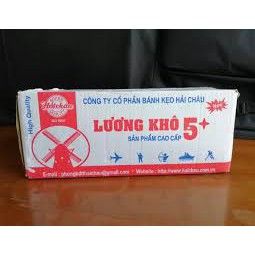 Haichau
High Quality
CÔNG TY CỔ PHẦN BÁNH KẸO HẢI CHÂU
LƯƠNG KHÔ 5+
SẢN PHẨM CAO CẤP
Website : http://www.haichau.com.vn